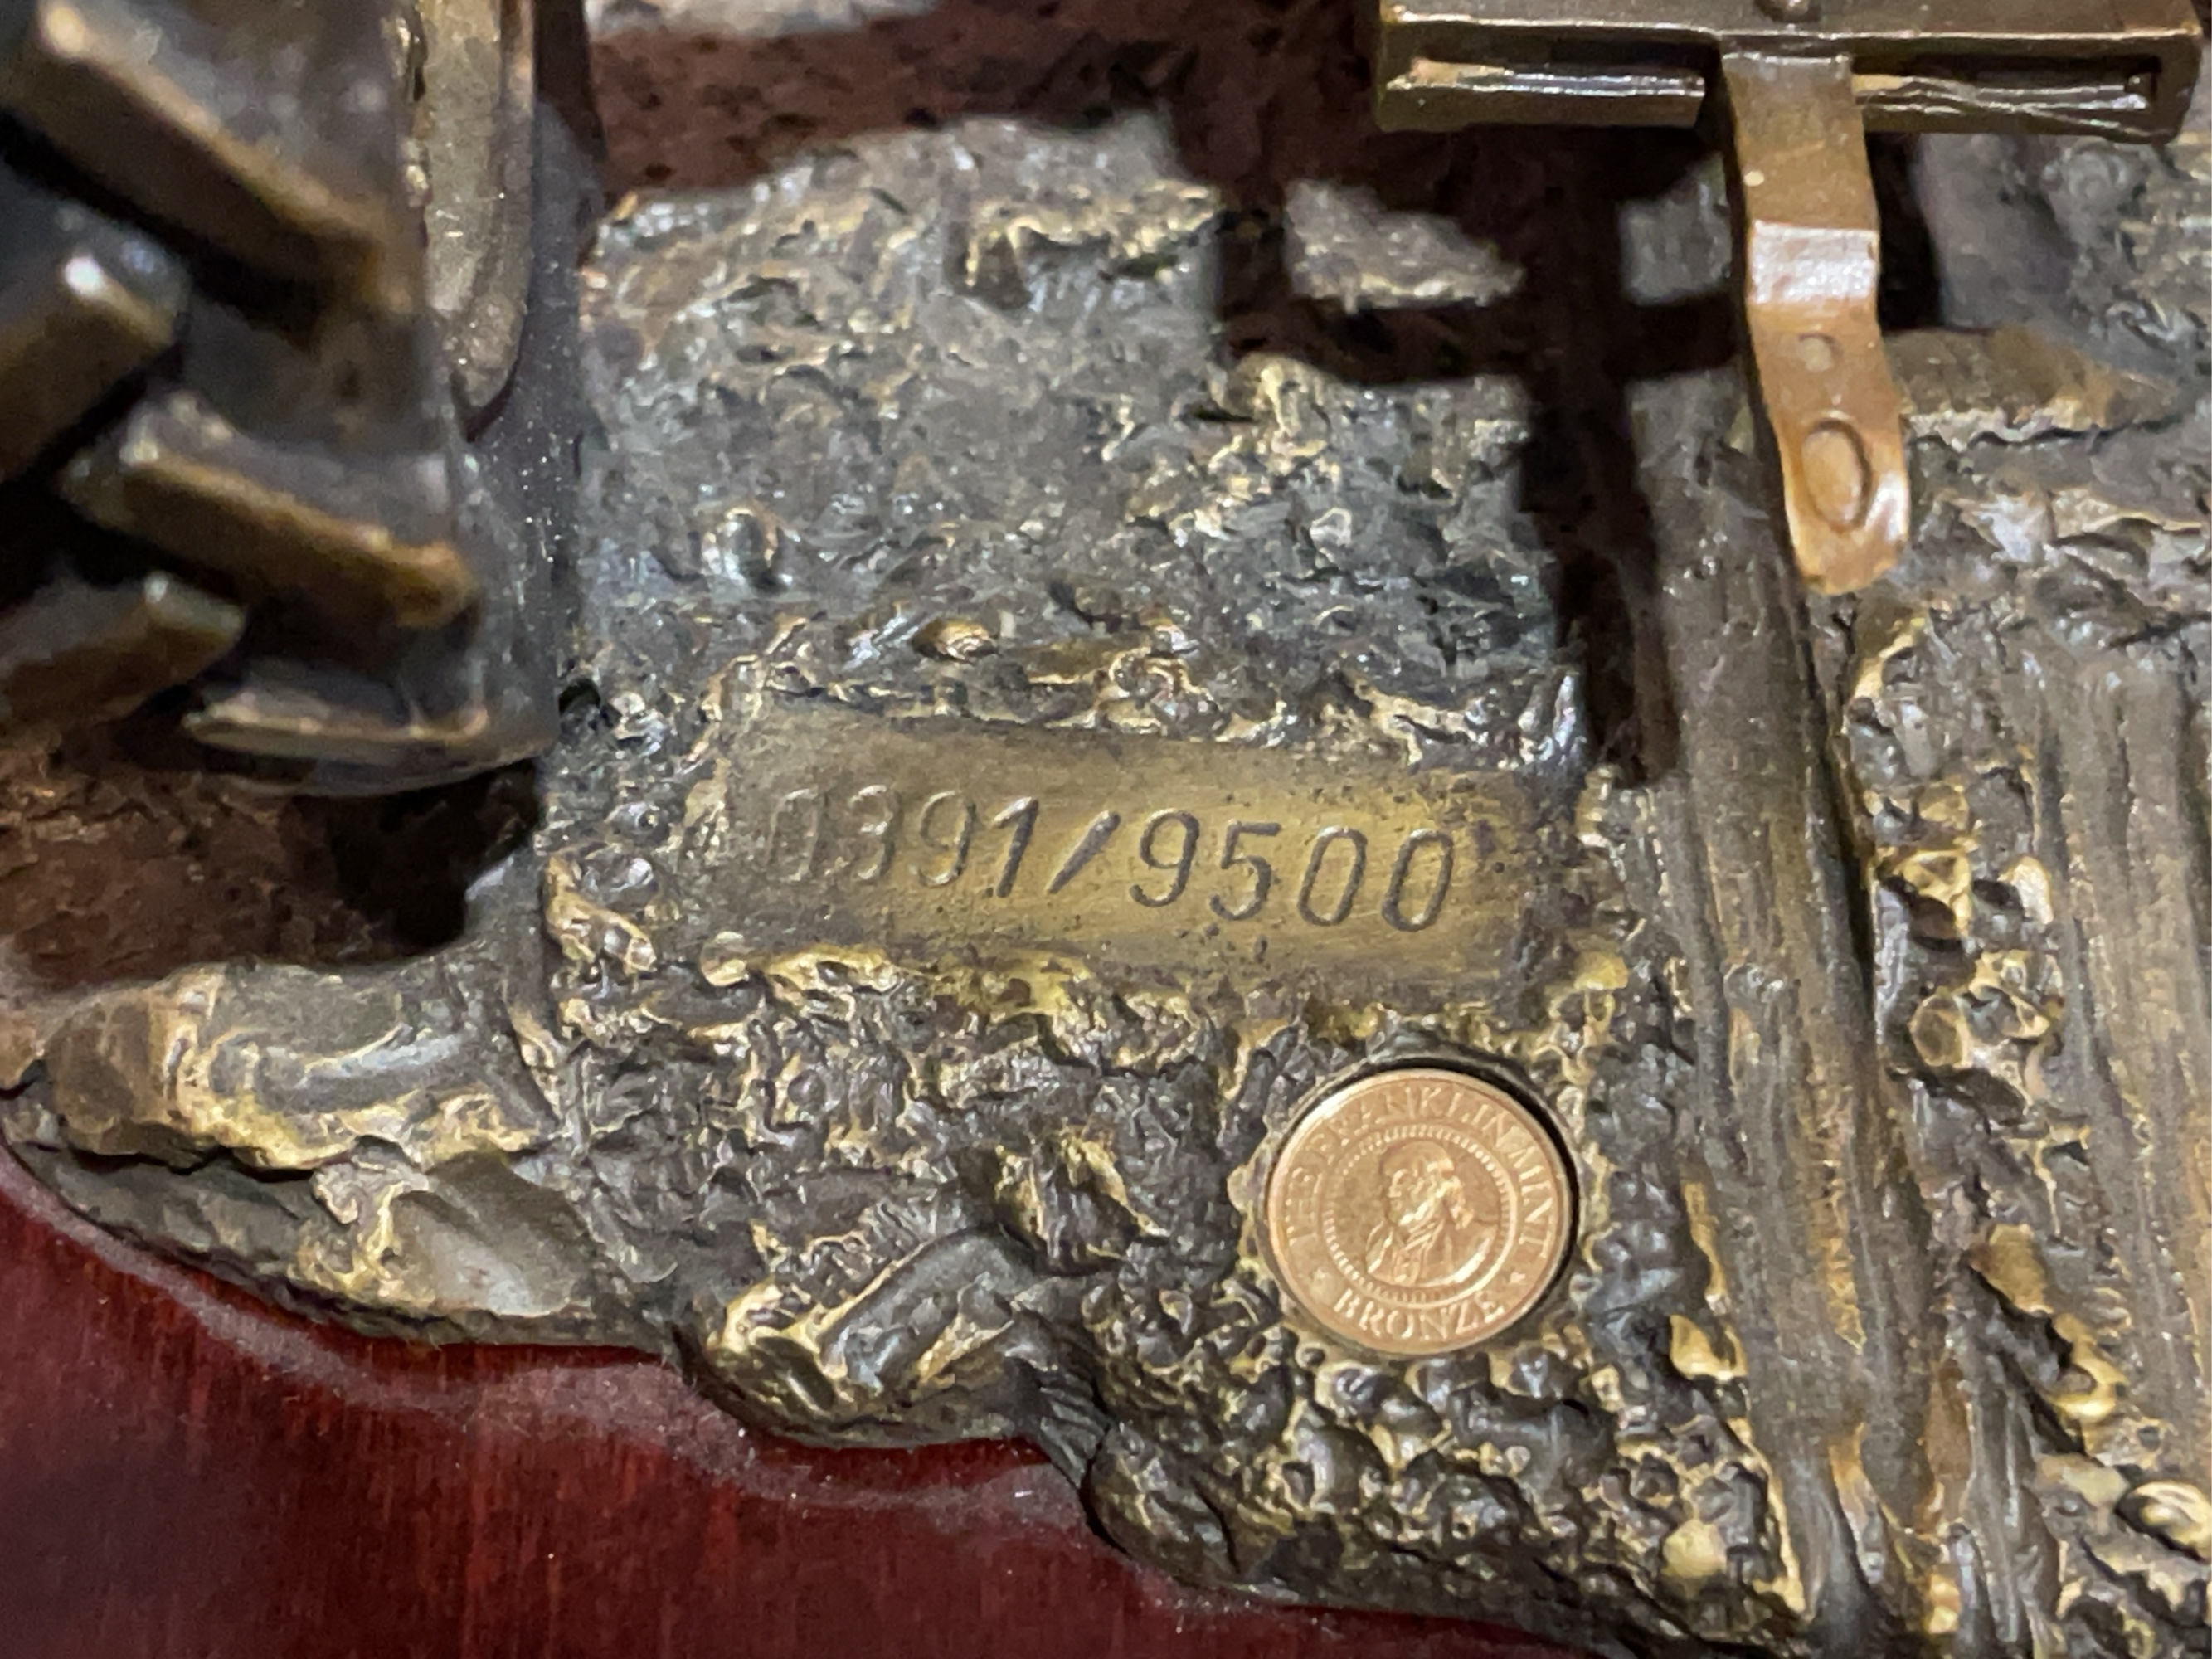 0391/9500
THE FRANKLIN MINT
BRONZE